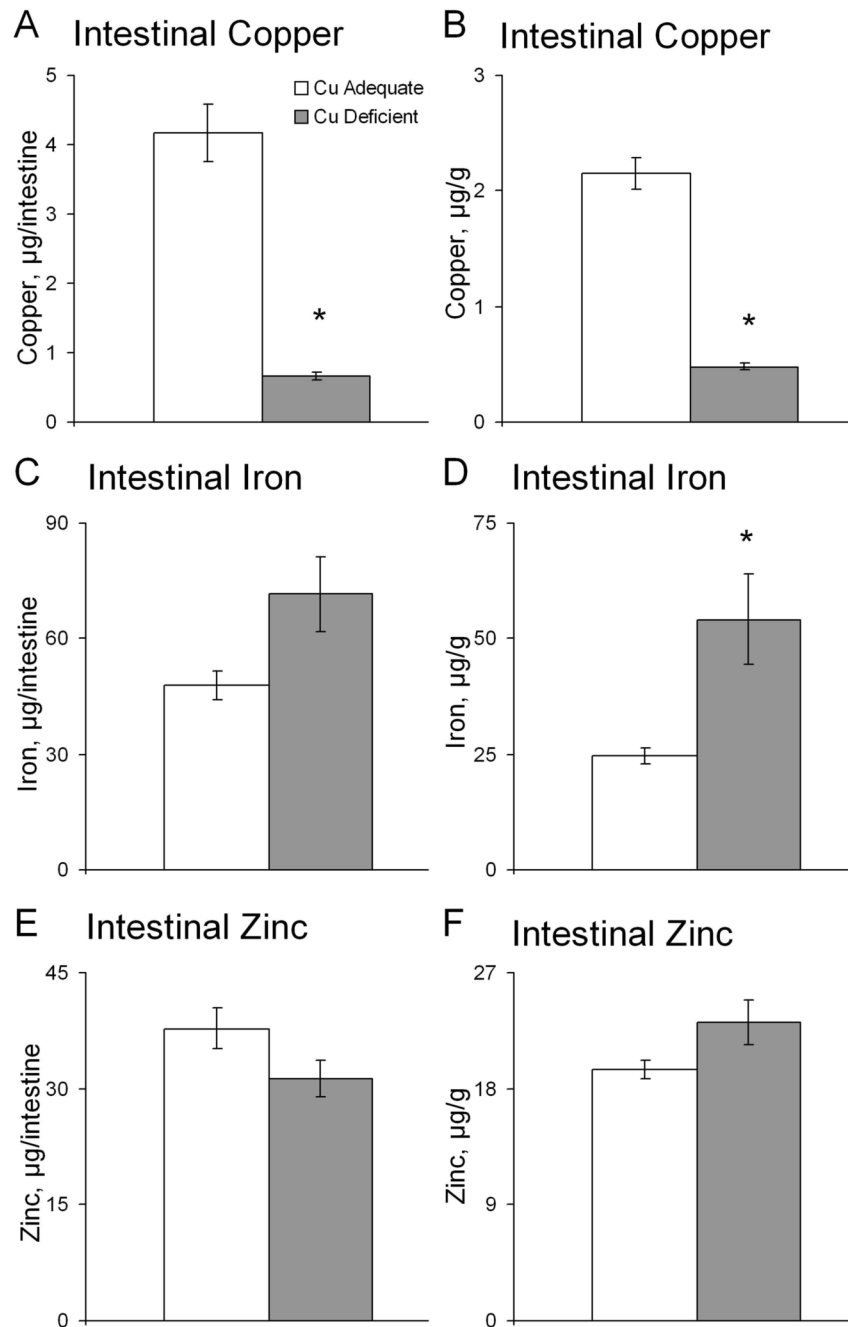 A Intestinal Copper
5
4
3
2
1
0
Copper, µg/intestine
Cu Adequate
Cu Deficient
*
B Intestinal Copper
3
2
1
0
Copper, µg/g
*
C Intestinal Iron
90
60
30
0
Iron, µg/intestine
D Intestinal Iron
75
50
25
0
Iron, µg/g
*
E Intestinal Zinc
45
30
15
0
Zinc, µg/intestine
F Intestinal Zinc
27
18
9
0
Zinc, µg/g